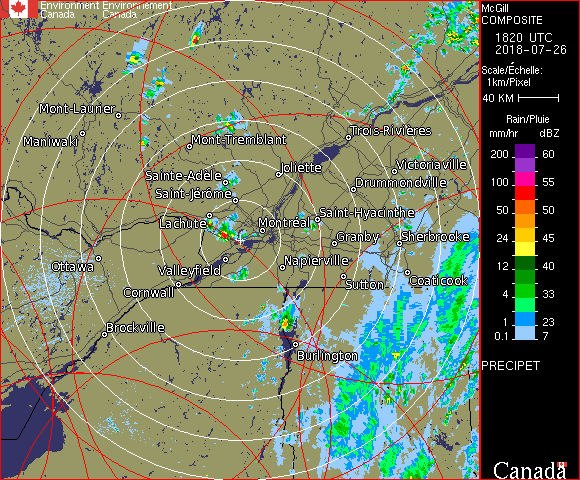 Environment Environnement
Canada Canada
McGill
COMPOSITE
1820 UTC
2018-07-26
Scale/Échelle:
1km/Pixel
40 KM
Rain/Pluie
mm/hr dBZ
200 60
150 57
100 55
50 50
24 45
12 40
4 33
1 23
0.1 7
PRECIPET
Canada
Mont-Laurier
Maniwaki
Mont-Tremblant
Trois-Rivières
Joliette
Victoriaville
Sainte-Adèle
Drummondville
Saint-Jérôme
Lachute
Saint-Hyacinthe
Montréal
Granby
Sherbrooke
Ottawa
Valleyfield
Napierville
Coaticook
Cornwall
Sutton
Brockville
Burlington